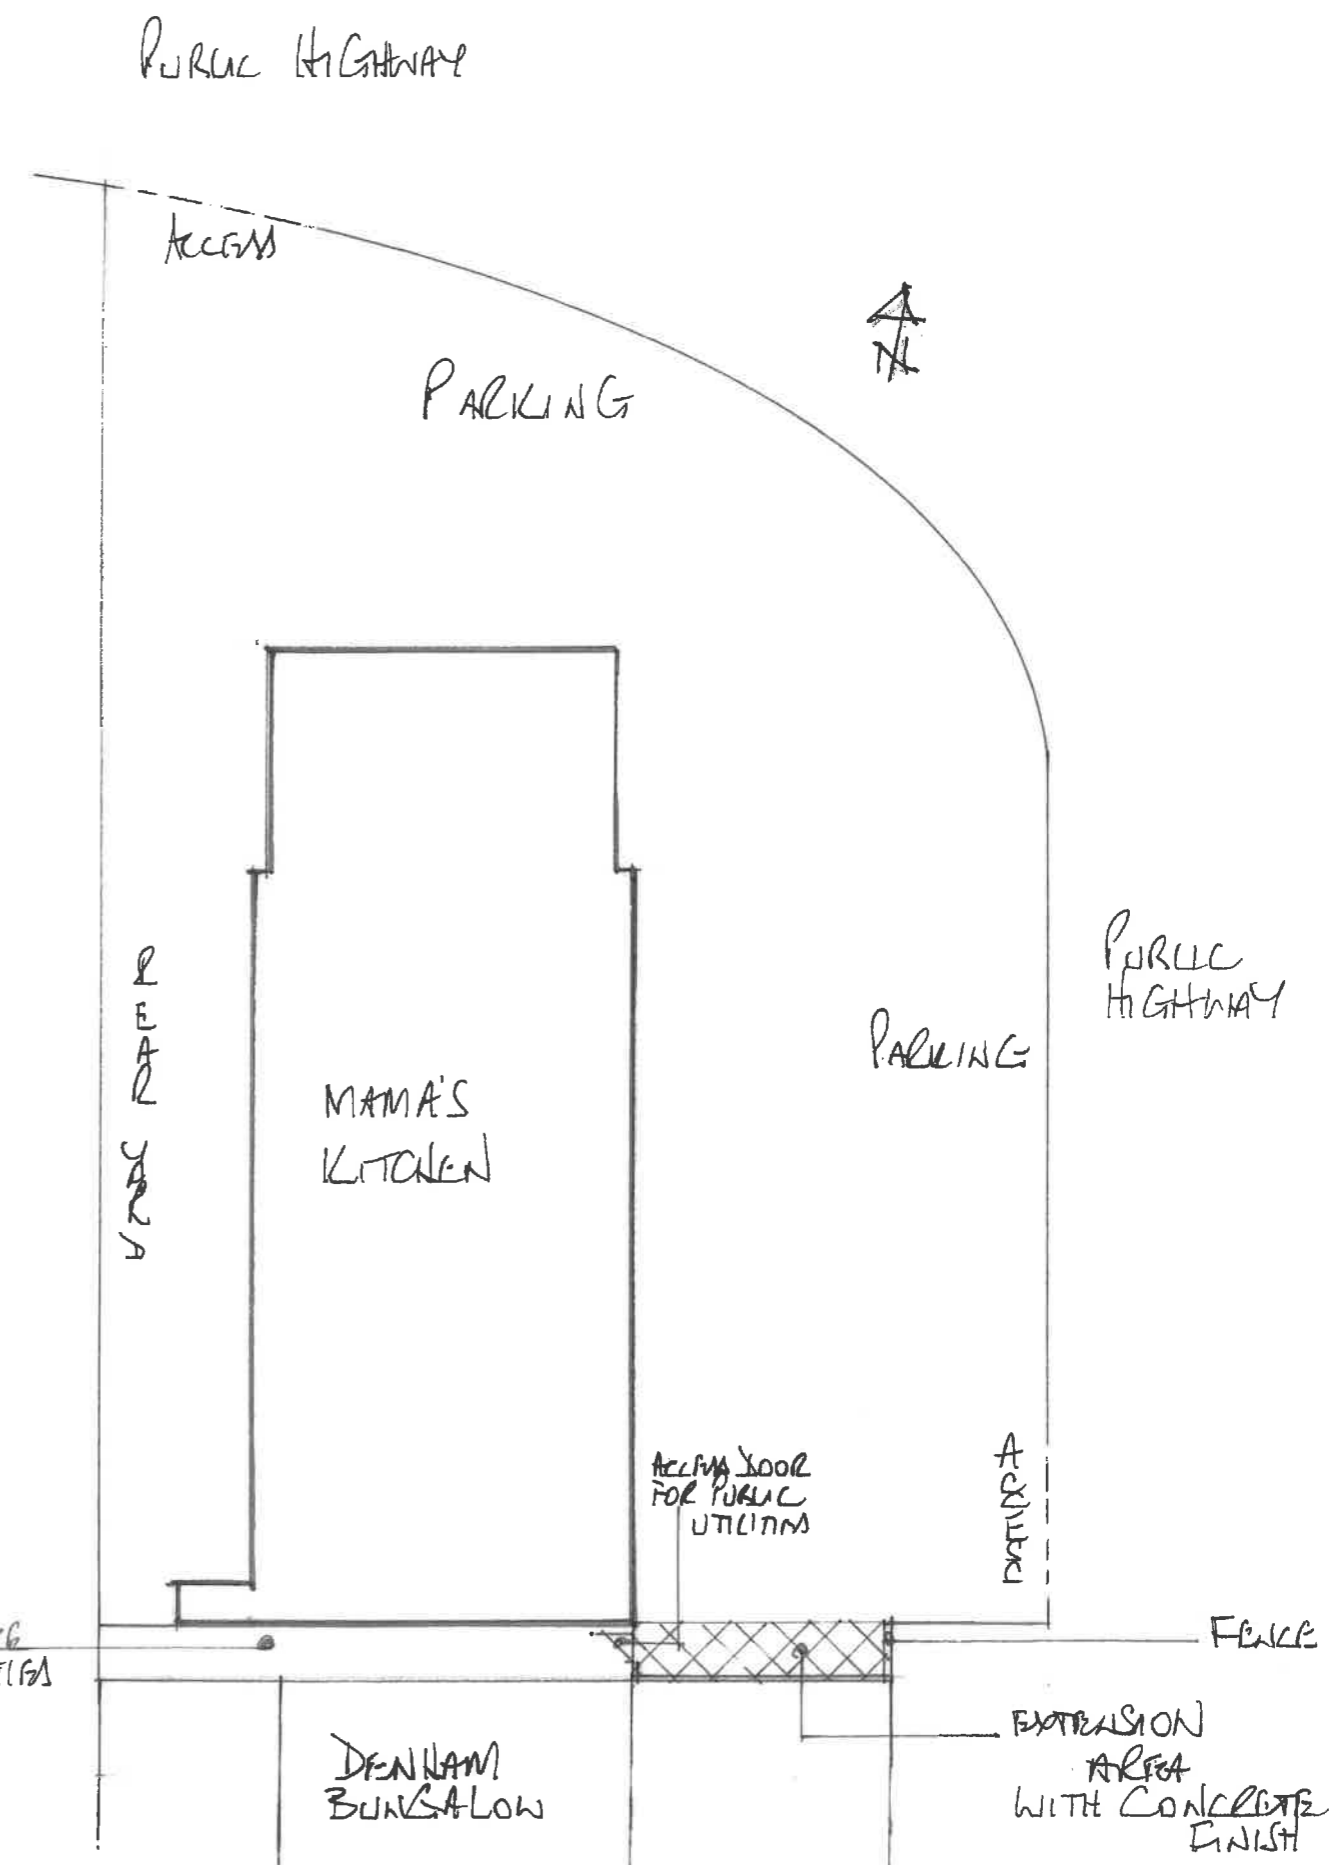 PUBLIC HIGHWAY
ACCESS
N
PARKING
PUBLIC
HIGHWAY
PARKING
REAR YARD
MAMA'S
KITCHEN
ACCESS DOOR
FOR PUBLIC
UTILITIES
ACCESS
FENCE
EXTENSION
AREA
WITH CONCRETE
FINISH
DENHAM
BUNGALOW